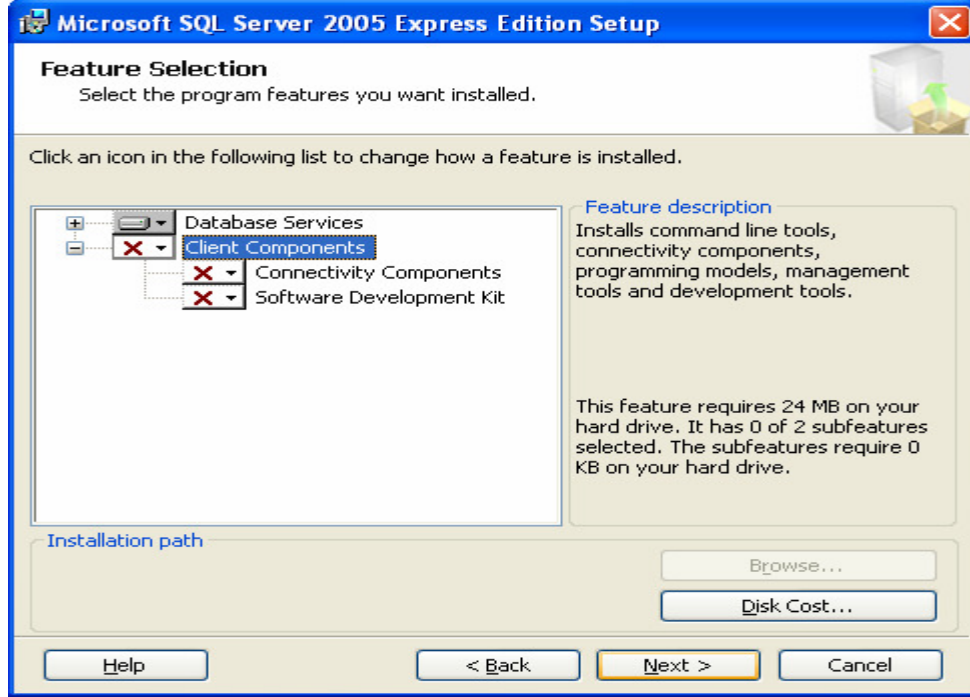 Microsoft SQL Server 2005 Express Edition Setup
Feature Selection
Select the program features you want installed.
Click an icon in the following list to change how a feature is installed.
Database Services
Client Components
Connectivity Components
Software Development Kit
Feature description
Installs command line tools,
connectivity components,
programming models, management
tools and development tools.
This feature requires 24 MB on your
hard drive. It has 0 of 2 subfeatures
selected. The subfeatures require 0
KB on your hard drive.
Installation path
Browse...
Disk Cost...
Help
< Back
Next >
Cancel